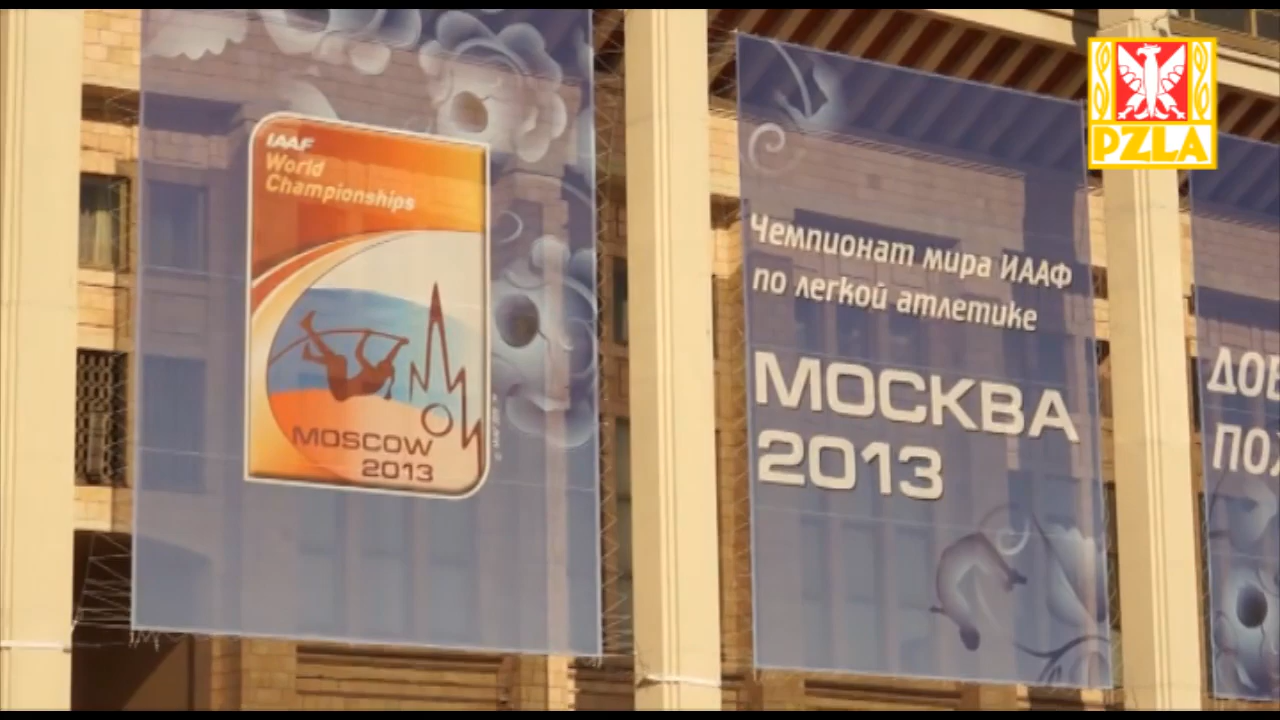 IAAF
World
Championships
MOSCOW
2013
Чемпионат мира ИААФ
по легкой атлетике
МОСКВА
2013
PZLA